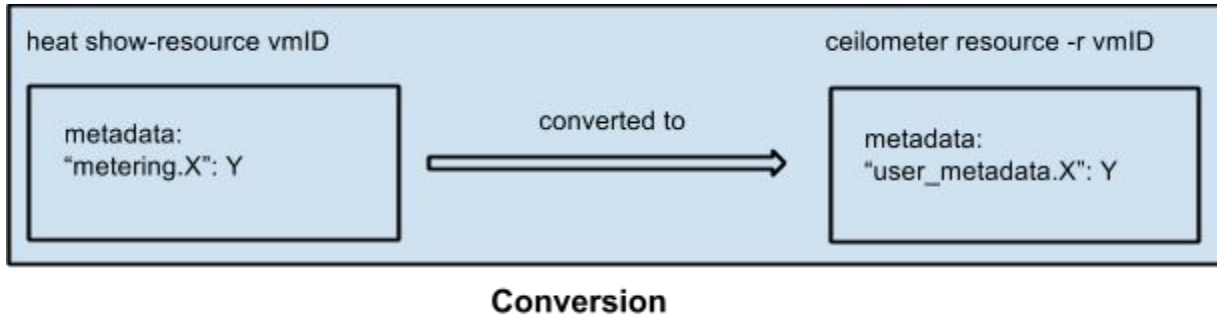 heat show-resource vmID
ceilometer resource -r vmID
metadata:
“metering.X”: Y
converted to
metadata:
“user_metadata.X”: Y
Conversion